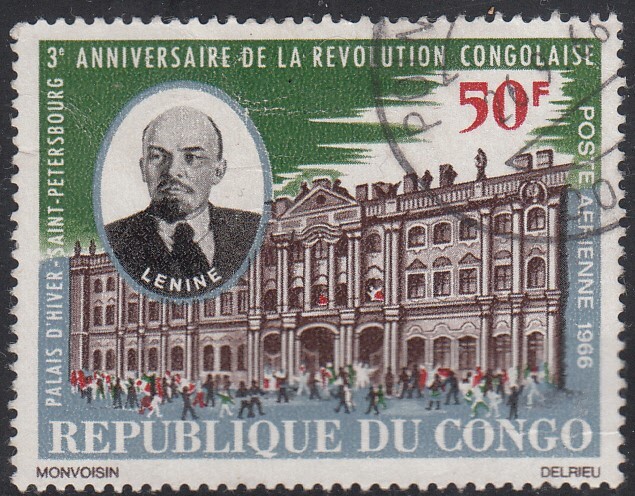 3e ANNIVERSAIRE DE LA REVOLUTION CONGOLAISE
50F
PALAIS D'HIVER-SAINT-PETERSBOURG
LENINE
POSTE AERIENNE 1966
REPUBLIQUE DU CONGO
MONVOISIN
DELRIEU